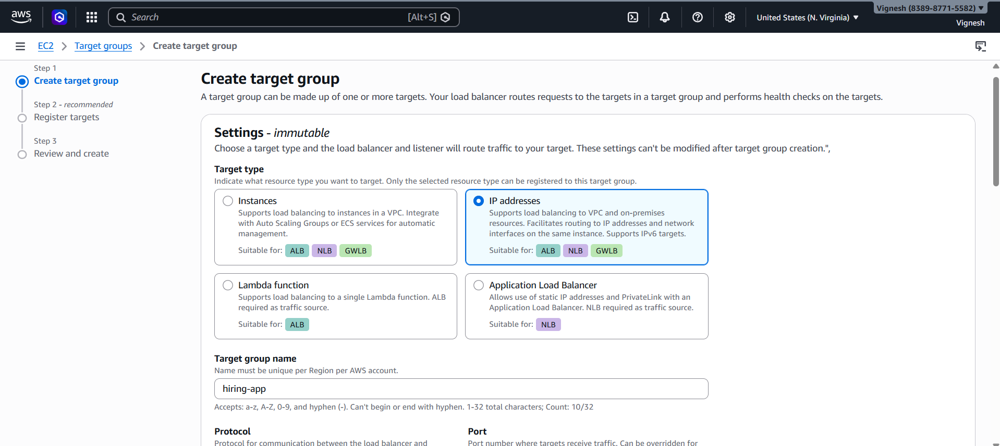 aws
Search
[Alt+S]
United States (N. Virginia)
Vignesh (8389-8771-5582)
Vignesh
EC2
Target groups
Create target group
Step 1
Create target group
Step 2 - recommended
Register targets
Step 3
Review and create
Create target group
A target group can be made up of one or more targets. Your load balancer routes requests to the targets in a target group and performs health checks on the targets.
Settings - immutable
Choose a target type and the load balancer and listener will route traffic to your target. These settings can't be modified after target group creation.",
Target type
Indicate what resource type you want to target. Only the selected resource type can be registered to this target group.
Instances
Supports load balancing to instances in a VPC. Integrate
with Auto Scaling Groups or ECS services for automatic
management.
Suitable for: ALB NLB GWLB
IP addresses
Supports load balancing to VPC and on-premises
resources. Facilitates routing to IP addresses and network
interfaces on the same instance. Supports IPv6 targets.
Suitable for: ALB NLB GWLB
Lambda function
Supports load balancing to a single Lambda function. ALB
required as traffic source.
Suitable for: ALB
Application Load Balancer
Allows use of static IP addresses and PrivateLink with an
Application Load Balancer. NLB required as traffic source.
Suitable for: NLB
Target group name
Name must be unique per Region per AWS account.
hiring-app
Accepts: a-z, A-Z, 0-9, and hyphen (-). Can't begin or end with hyphen. 1-32 total characters; Count: 10/32
Protocol
Protocol for communication between the load balancer and
Port
Port number where targets receive traffic. Can be overridden for